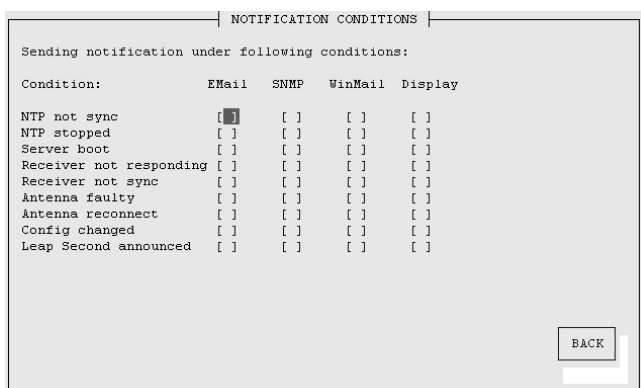 NOTIFICATION CONDITIONS
Sending notification under following conditions:
Condition: EMail SNMP WinMail Display
NTP not sync [ ] [ ] [ ] [ ]
NTP stopped [ ] [ ] [ ] [ ]
Server boot [ ] [ ] [ ] [ ]
Receiver not responding [ ] [ ] [ ] [ ]
Receiver not sync [ ] [ ] [ ] [ ]
Antenna faulty [ ] [ ] [ ] [ ]
Antenna reconnect [ ] [ ] [ ] [ ]
Config changed [ ] [ ] [ ] [ ]
Leap Second announced [ ] [ ] [ ] [ ]
BACK